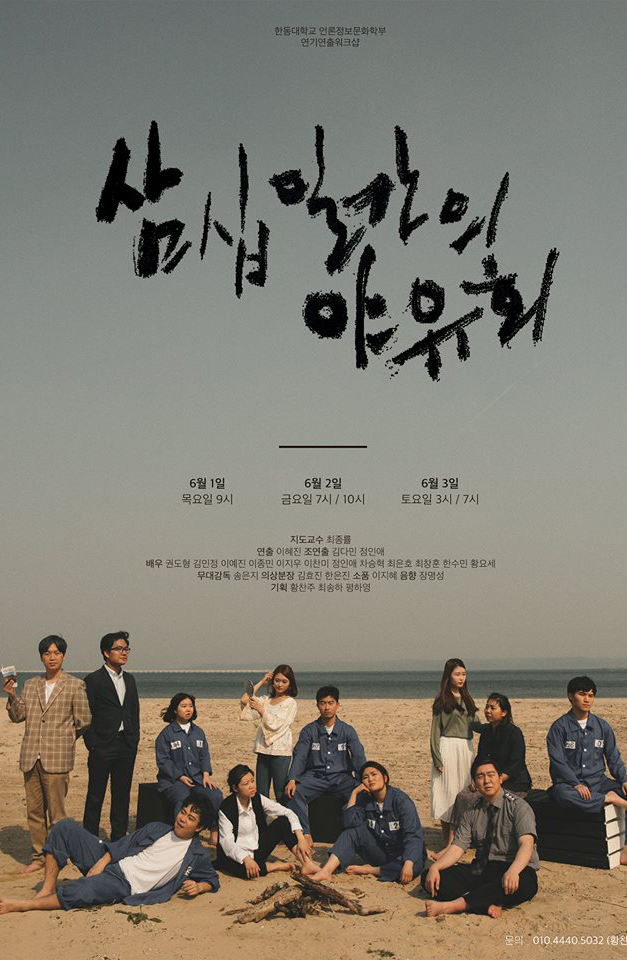 한동대학교 언론정보문화학부
연기연출워크샵
삼십일간의
야유회
6월 1일 6월 2일 6월 3일
목요일 9시 금요일 7시 / 10시 토요일 3시 / 7시
지도교수 최종률
연출 이혜진 조연출 김다민 정인애
배우 권도형 김민정 이예진 이종민 이지우 이찬미 정인애 차승혁 최은호 최창훈 한수민 황요세
무대감독 송은지 의상분장 김효진 한은진 소품 이지혜 음향 장명성
기획 황찬주 최송하 평하영
문의 010.4440.5032 (황찬